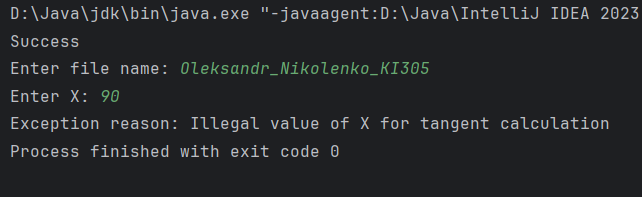 D:\Java\jdk\bin\java.exe "-javaagent:D:\Java\IntelliJ IDEA 2023
Success
Enter file name: Oleksandr_Nikolenko_KI305
Enter X: 90
Exception reason: Illegal value of X for tangent calculation
Process finished with exit code 0